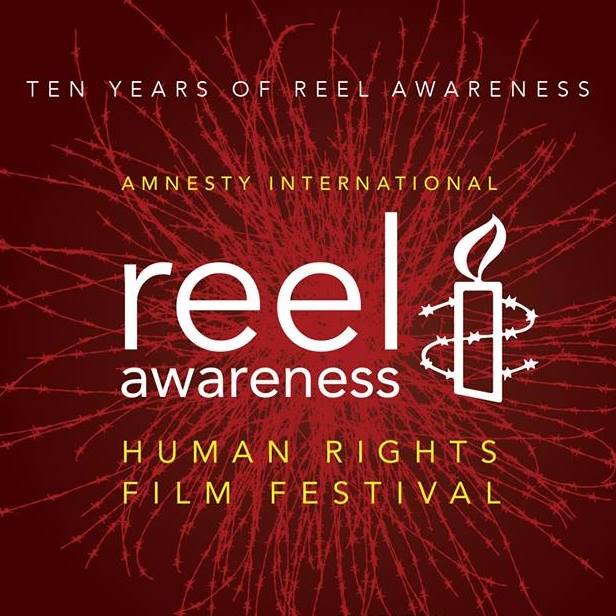 TEN YEARS OF REEL AWARENESS
AMNESTY INTERNATIONAL
reel
awareness
HUMAN RIGHTS
FILM FESTIVAL